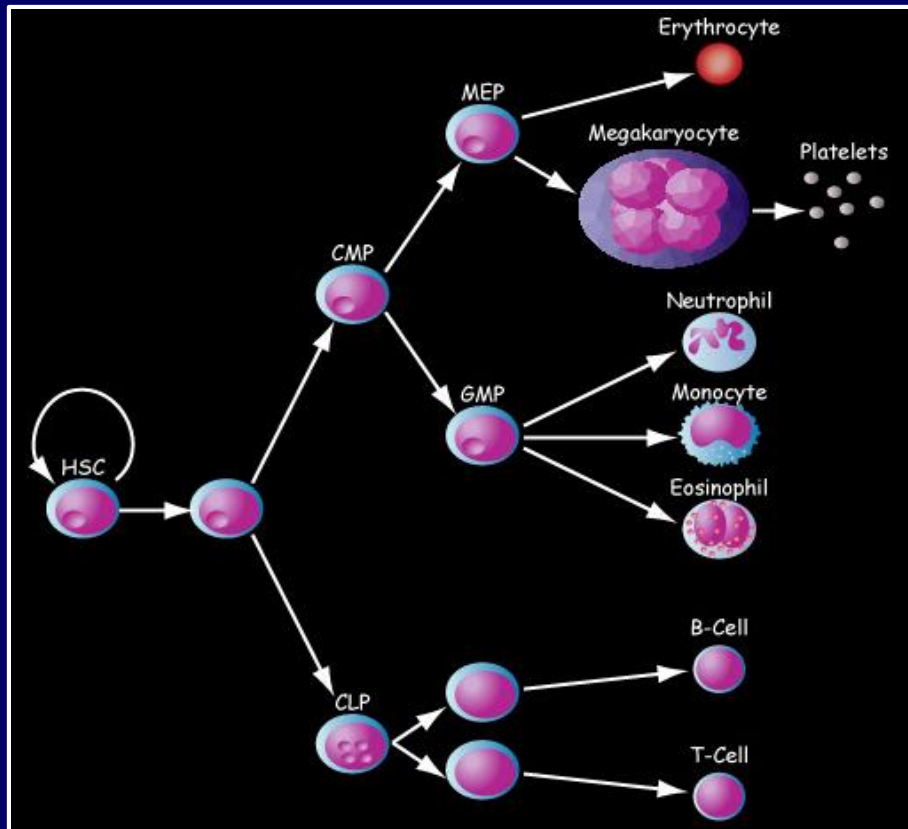 Erythrocyte
MEP
Megakaryocyte
Platelets
CMP
Neutrophil
GMP
Monocyte
HSC
Eosinophil
B-Cell
CLP
T-Cell